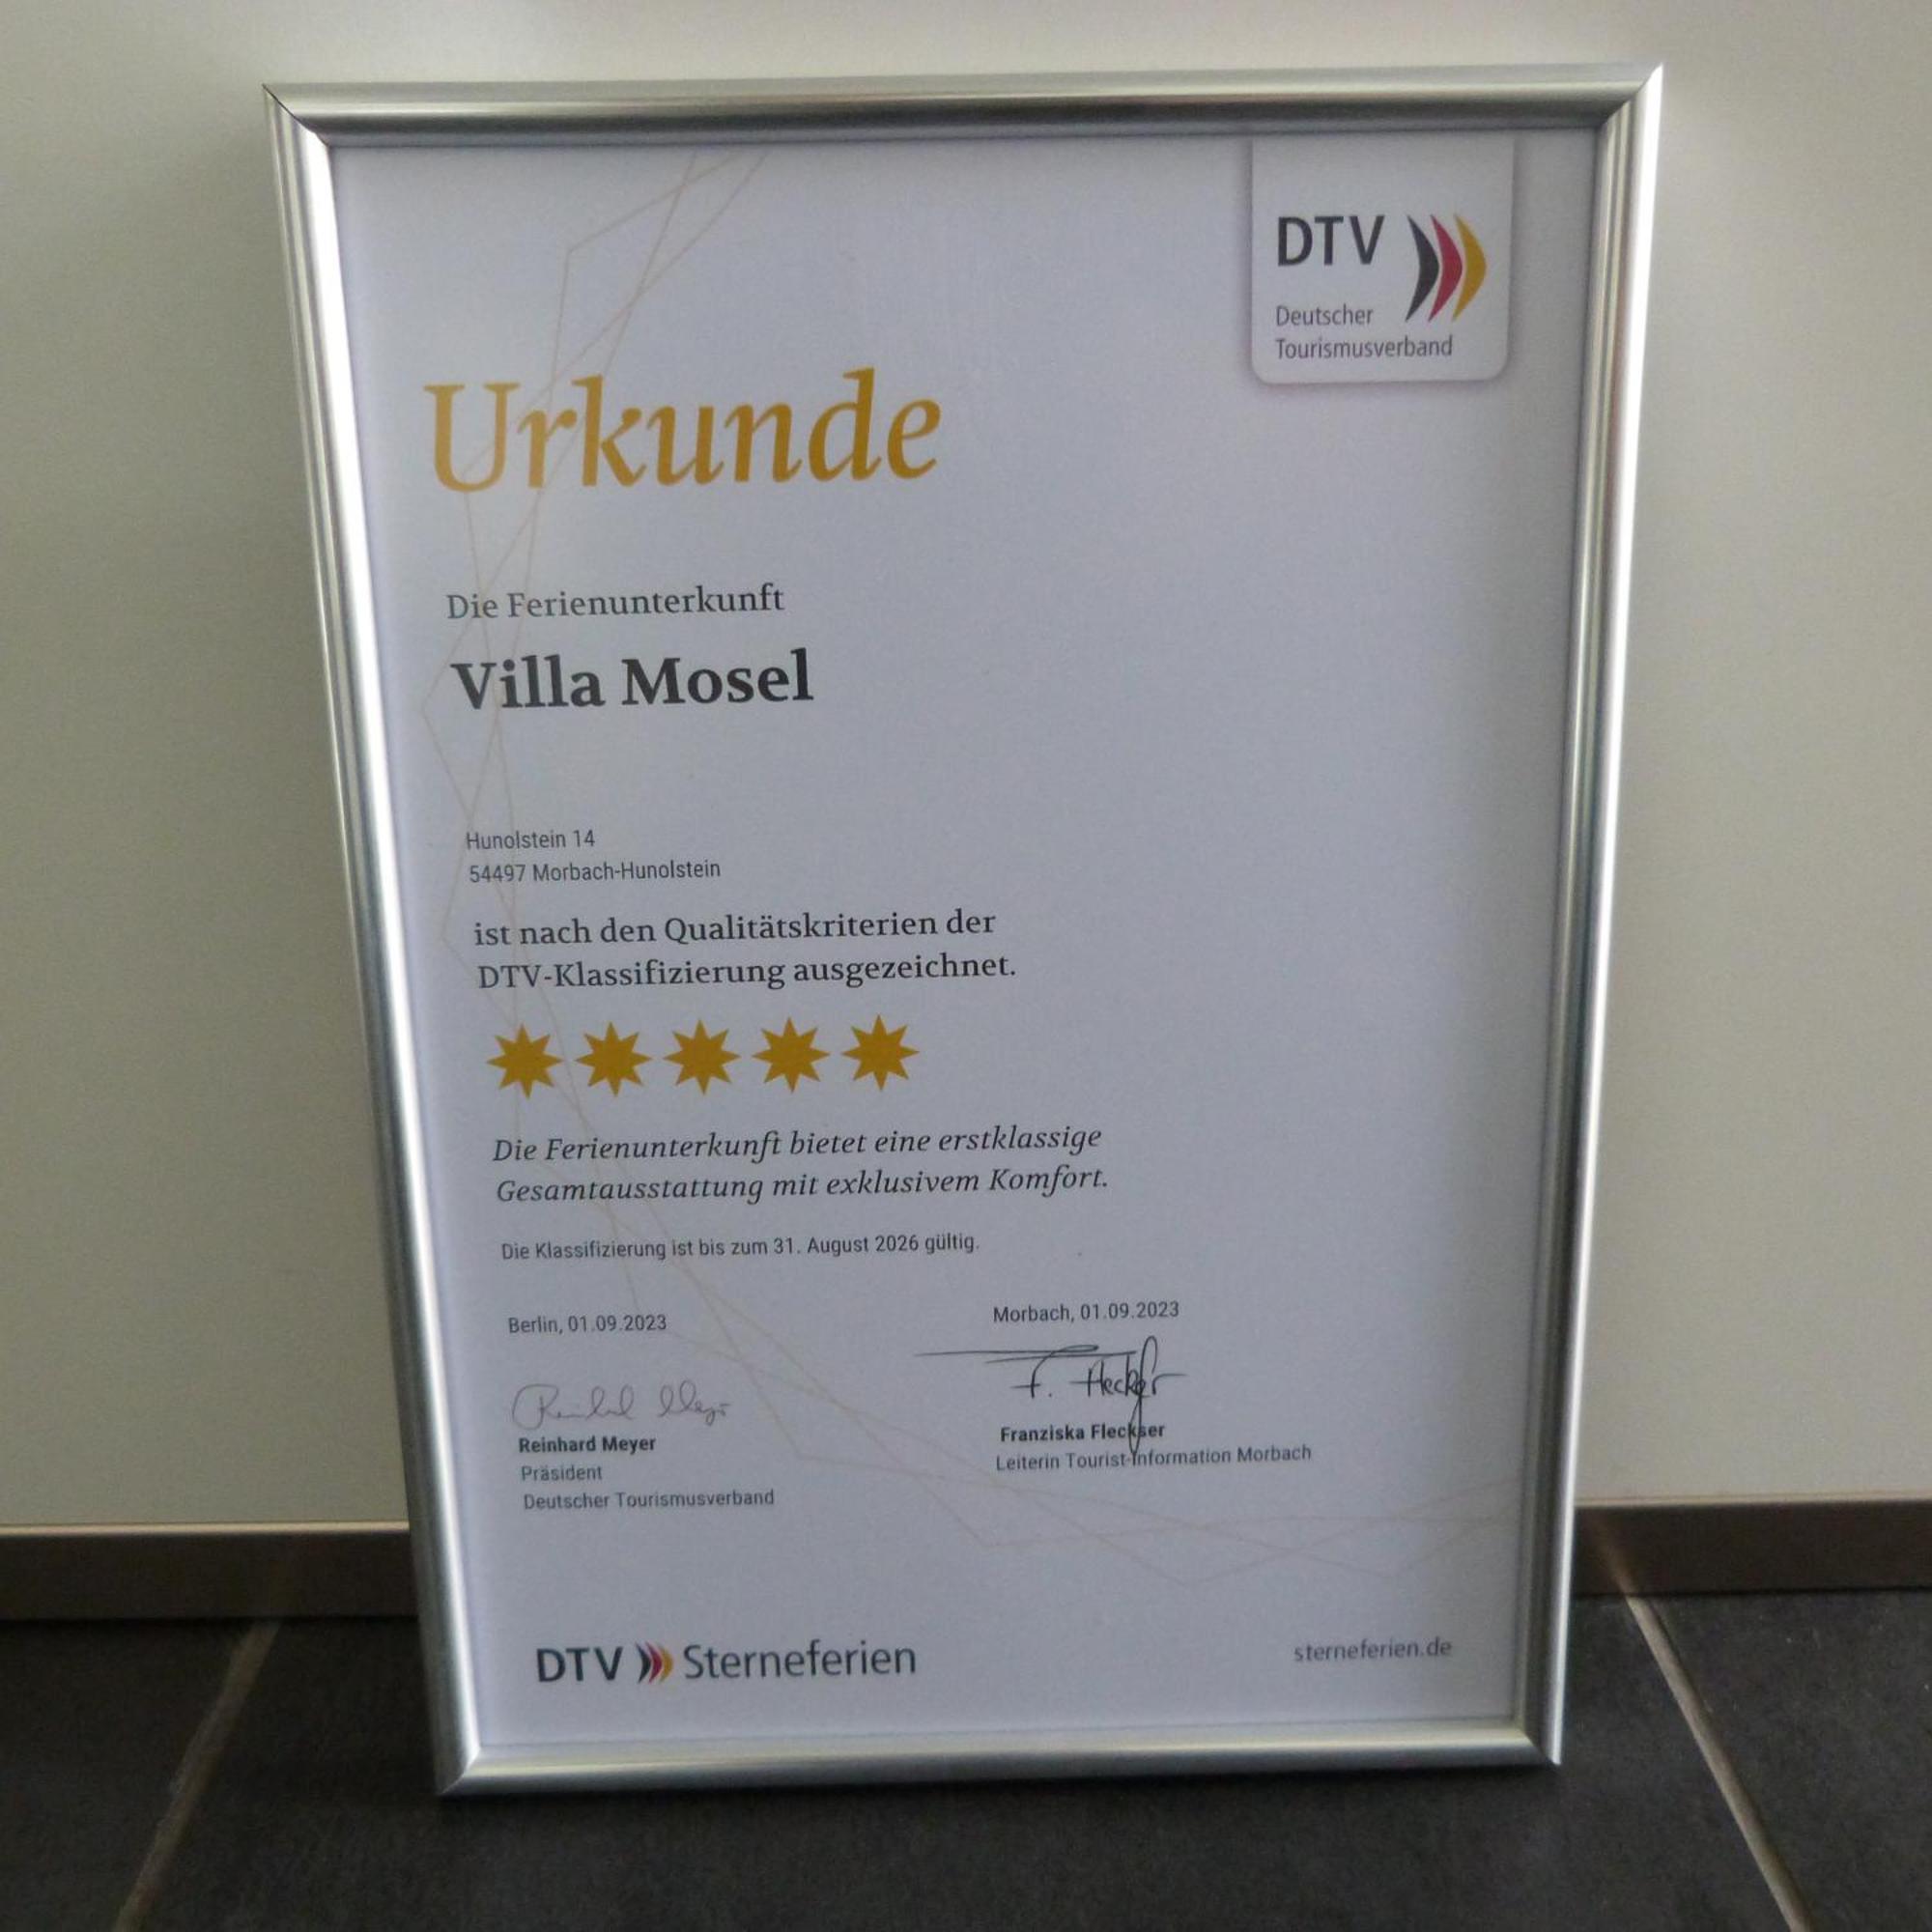 DTV
Deutscher
Tourismusverband
Urkunde
Die Ferienunterkunft
Villa Mosel
Hunolstein 14
54497 Morbach-Hunolstein
ist nach den Qualitätskriterien der
DTV-Klassifizierung ausgezeichnet.
Die Ferienunterkunft bietet eine erstklassige
Gesamtausstattung mit exklusivem Komfort.
Die Klassifizierung ist bis zum 31. August 2026 gültig.
Berlin, 01.09.2023
Reinhard Meyer
Präsident
Deutscher Tourismusverband
Morbach, 01.09.2023
Franziska Fleckser
Leiterin Tourist-Information Morbach
DTV Sterneferien
sterneferien.de